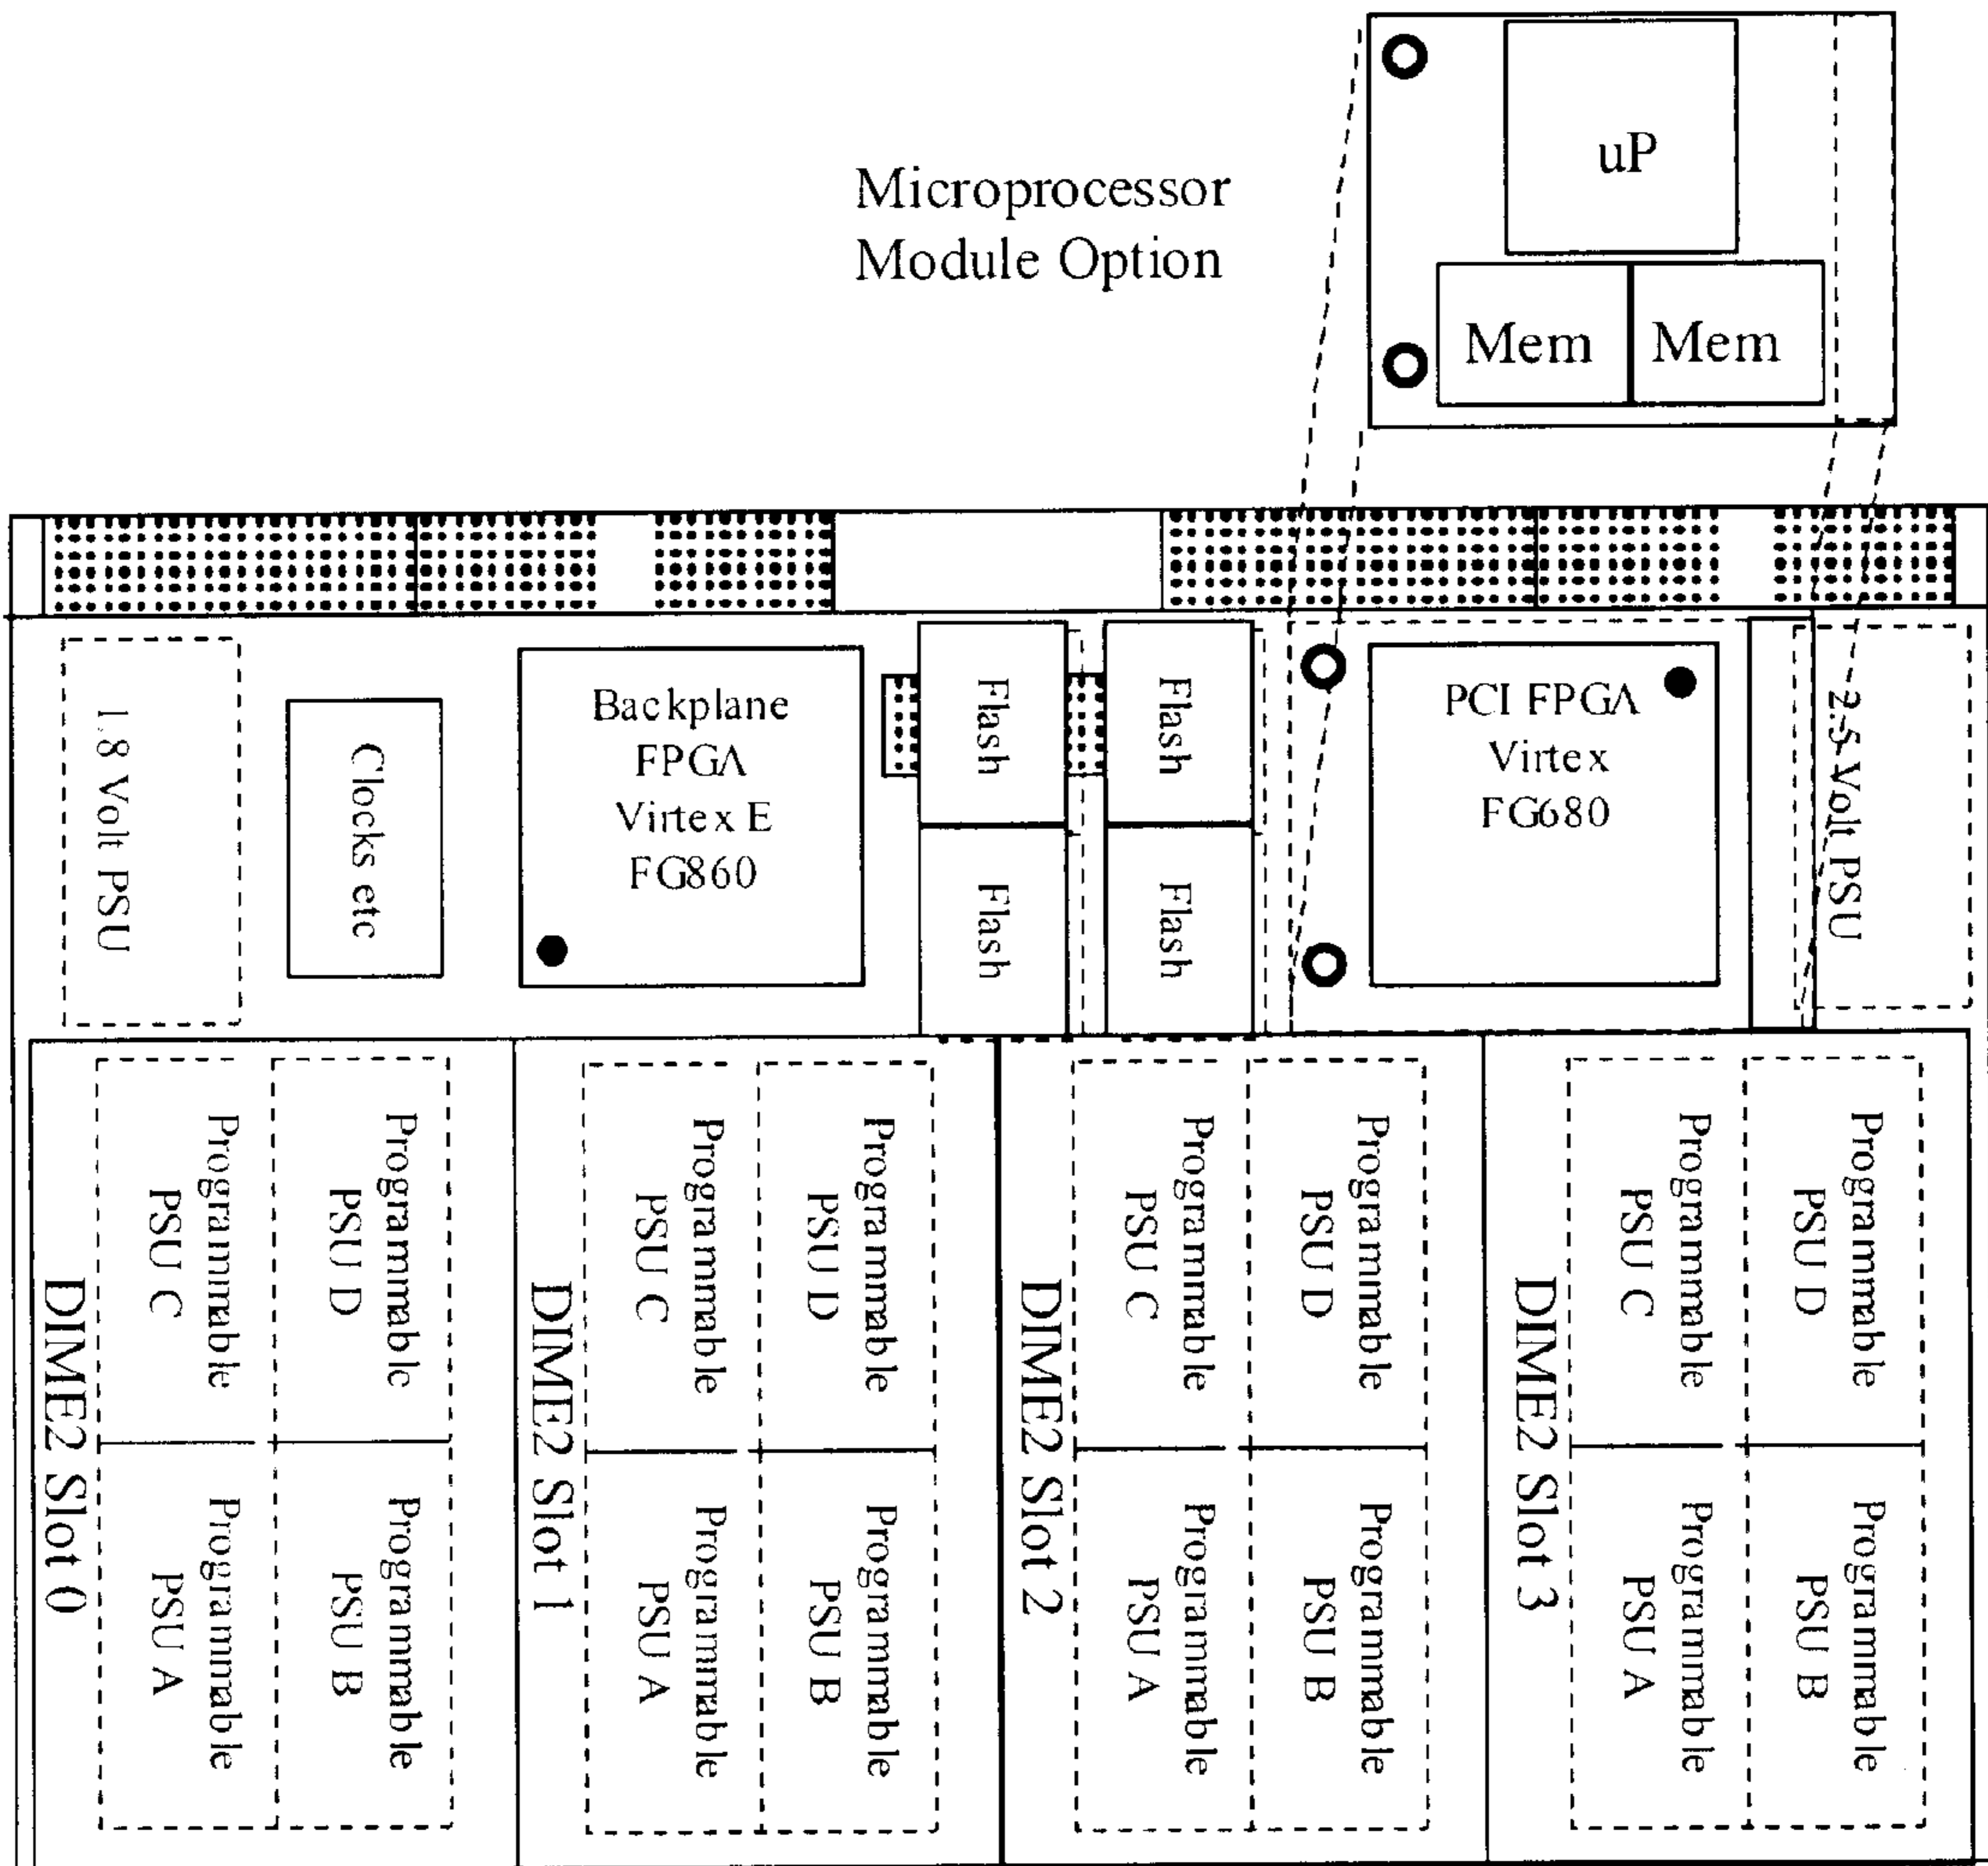 uP
Microprocessor
Module Option
Mem
Mem
1.8 Volt PSU
Clocks etc
Backplane
FPGA
Virtex E
FG860
Flash
Flash
Flash
Flash
PCI FPGA
Virtex
FG680
2.5 Volt PSU
DIME2 Slot 0
Programmable
PSU C
Programmable
PSU D
Programmable
PSU A
Programmable
PSU B
DIME2 Slot 1
Programmable
PSU C
Programmable
PSU D
Programmable
PSU A
Programmable
PSU B
DIME2 Slot 2
Programmable
PSU C
Programmable
PSU D
Programmable
PSU A
Programmable
PSU B
DIME2 Slot 3
Programmable
PSU C
Programmable
PSU D
Programmable
PSU A
Programmable
PSU B